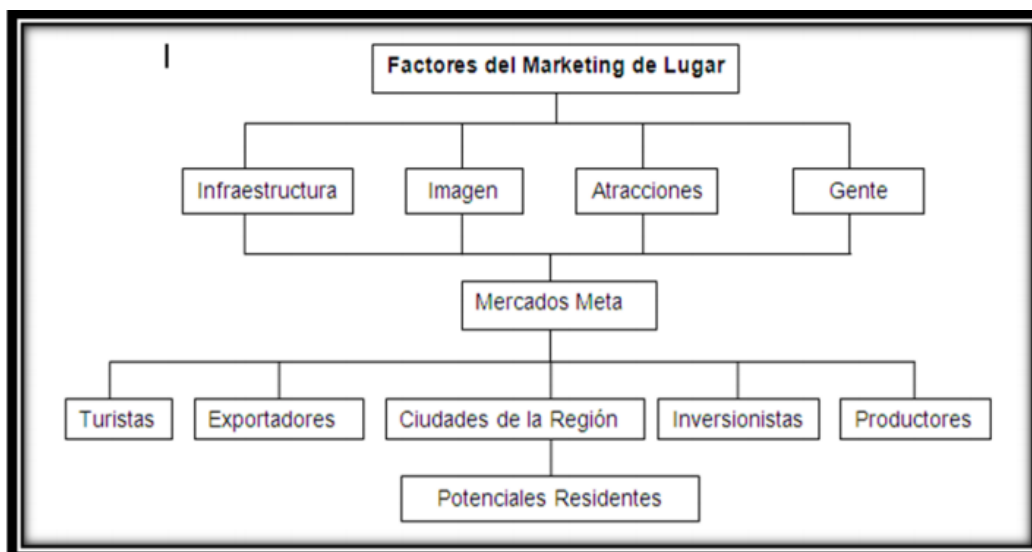 Factores del Marketing de Lugar
Infraestructura
Imagen
Atracciones
Gente
Mercados Meta
Turistas
Exportadores
Ciudades de la Región
Inversionistas
Productores
Potenciales Residentes